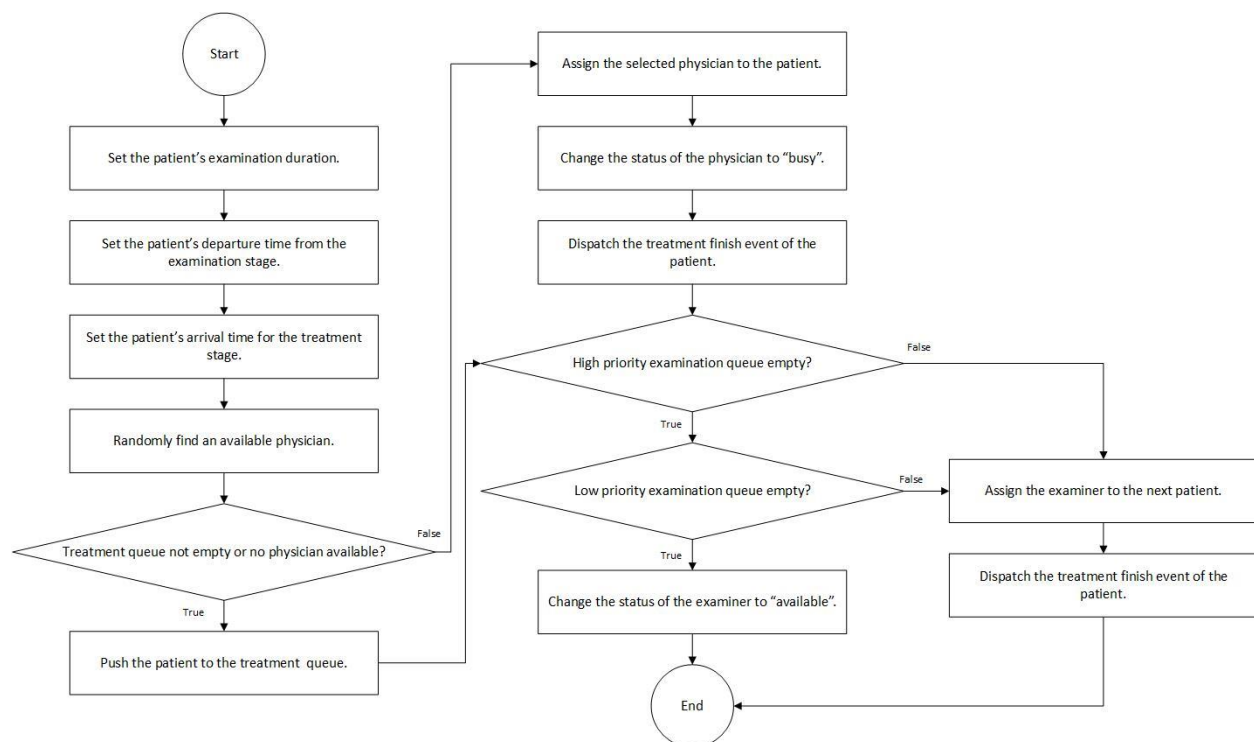 Start
Set the patient’s examination duration.
Set the patient’s departure time from the
examination stage.
Set the patient’s arrival time for the treatment
stage.
Randomly find an available physician.
Treatment queue not empty or no physician available?
False
True
Push the patient to the treatment queue.
Assign the selected physician to the patient.
Change the status of the physician to “busy”.
Dispatch the treatment finish event of the
patient.
High priority examination queue empty?
False
True
Low priority examination queue empty?
False
True
Change the status of the examiner to “available”.
End
Assign the examiner to the next patient.
Dispatch the treatment finish event of the
patient.